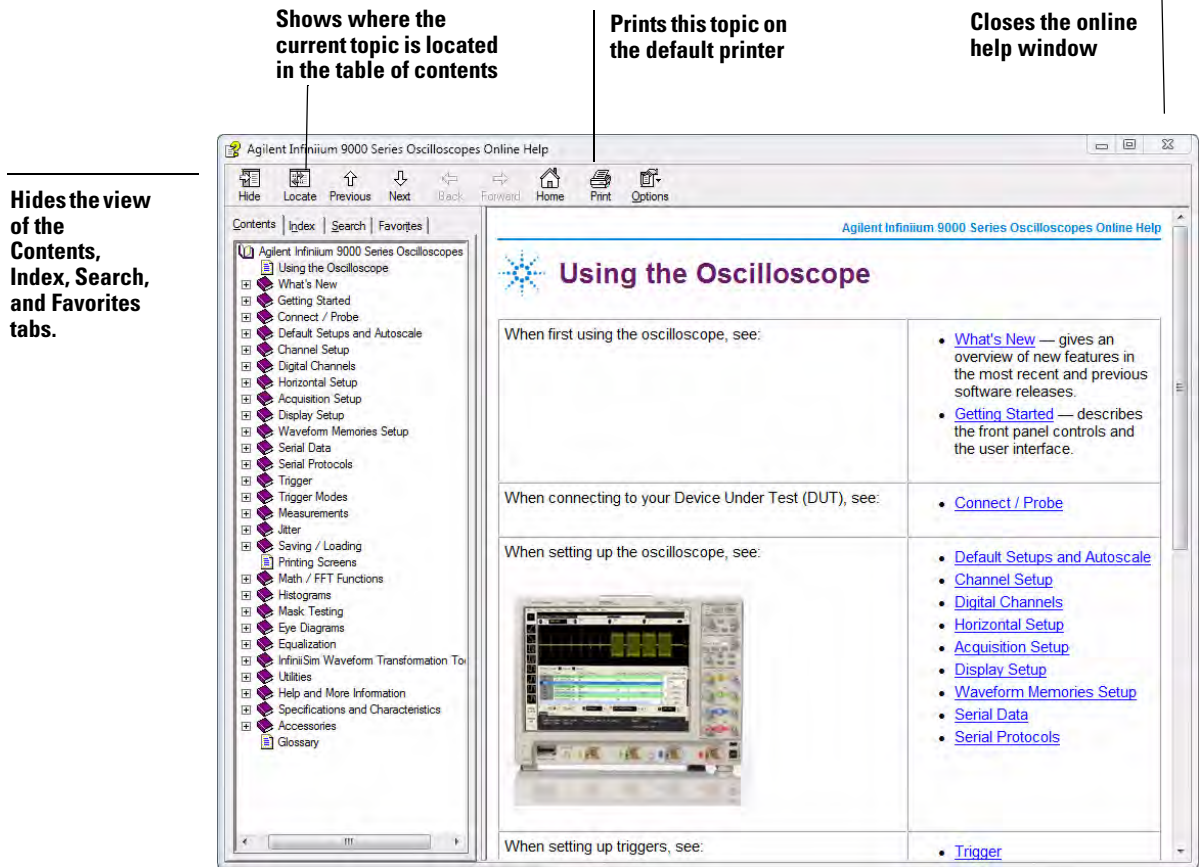 Shows where the
current topic is located
in the table of contents
Prints this topic on
the default printer
Closes the online
help window
Hides the view
of the
Contents,
Index, Search,
and Favorites
tabs.
Agilent Infiniium 9000 Series Oscilloscopes Online Help
Hide Locate Previous Next Back Forward Home Print Options
Contents Index Search Favorites
Agilent Infiniium 9000 Series Oscilloscopes
Using the Oscilloscope
What's New
Getting Started
Connect / Probe
Default Setups and Autoscale
Channel Setup
Digital Channels
Horizontal Setup
Acquisition Setup
Display Setup
Waveform Memories Setup
Serial Data
Serial Protocols
Trigger
Trigger Modes
Measurements
Jitter
Saving / Loading
Printing Screens
Math / FFT Functions
Histograms
Mask Testing
Eye Diagrams
Equalization
InfiniiSim Waveform Transformation To
Utilities
Help and More Information
Specifications and Characteristics
Accessories
Glossary
Agilent Infiniium 9000 Series Oscilloscopes Online Help
Using the Oscilloscope
When first using the oscilloscope, see:
• What's New — gives an
overview of new features in
the most recent and previous
software releases.
• Getting Started — describes
the front panel controls and
the user interface.
When connecting to your Device Under Test (DUT), see:
• Connect / Probe
When setting up the oscilloscope, see:
• Default Setups and Autoscale
• Channel Setup
• Digital Channels
• Horizontal Setup
• Acquisition Setup
• Display Setup
• Waveform Memories Setup
• Serial Data
• Serial Protocols
When setting up triggers, see:
• Trigger